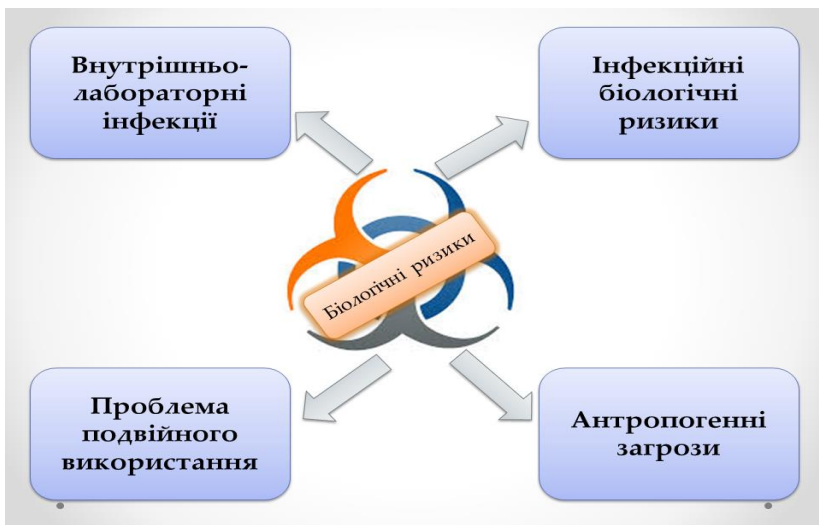 Внутрішньо-
лабораторні
інфекції
Інфекційні
біологічні
ризики
Біологічні ризики
Проблема
подвійного
використання
Антропогенні
загрози